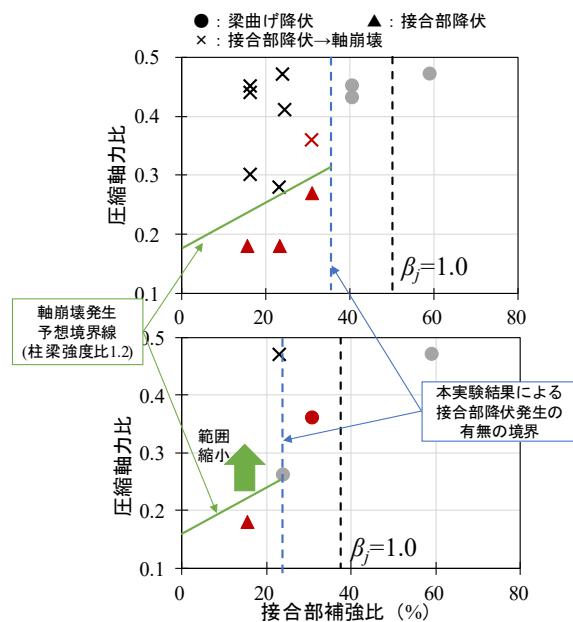 ●：梁曲げ降伏 ▲：接合部降伏
×：接合部降伏→軸崩壊
0.5
0.4
0.3
0.2
0.1
圧縮軸力比
0 20 40 60 80
β_j=1.0
軸崩壊発生
予想境界線
(柱梁強度比1.2)
本実験結果による
接合部降伏発生の
有無の境界
0.5
0.4
0.3
0.2
0.1
圧縮軸力比
範囲
縮小
β_j=1.0
0 20 40 60 80
接合部補強比（%）